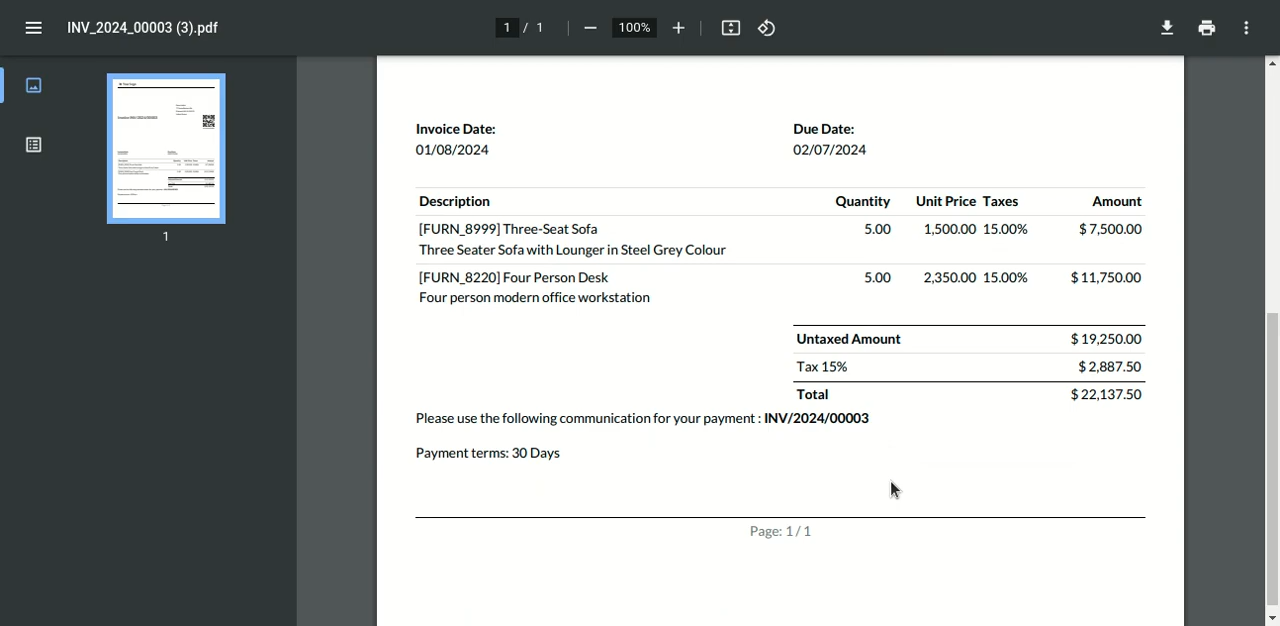 INV_2024_00003 (3).pdf
1 / 1
100%
1
Invoice Date:
01/08/2024
Due Date:
02/07/2024
Description Quantity Unit Price Taxes Amount
[FURN_8999] Three-Seat Sofa 5.00 1,500.00 15.00% $ 7,500.00
Three Seater Sofa with Lounger in Steel Grey Colour
[FURN_8220] Four Person Desk 5.00 2,350.00 15.00% $ 11,750.00
Four person modern office workstation
Untaxed Amount $ 19,250.00
Tax 15% $ 2,887.50
Total $ 22,137.50
Please use the following communication for your payment : INV/2024/00003
Payment terms: 30 Days
Page: 1 / 1